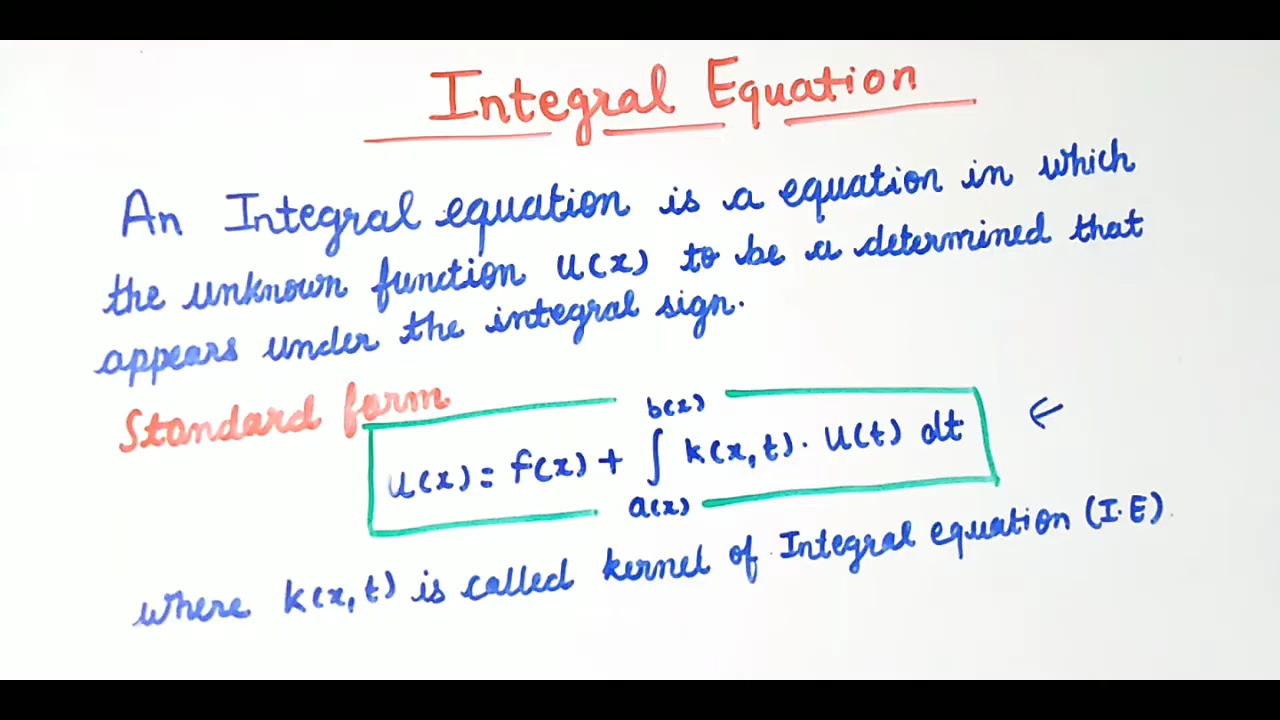 Integral Equation
An Integral equation is a equation in which
the unknown function u(x) to be a determined that
appears under the integral sign.
Standard form
u(x) = f(x) + ∫_{a(x)}^{b(x)} k(x,t) · u(t) dt ←
where k(x,t) is called kernel of Integral equation (I.E)